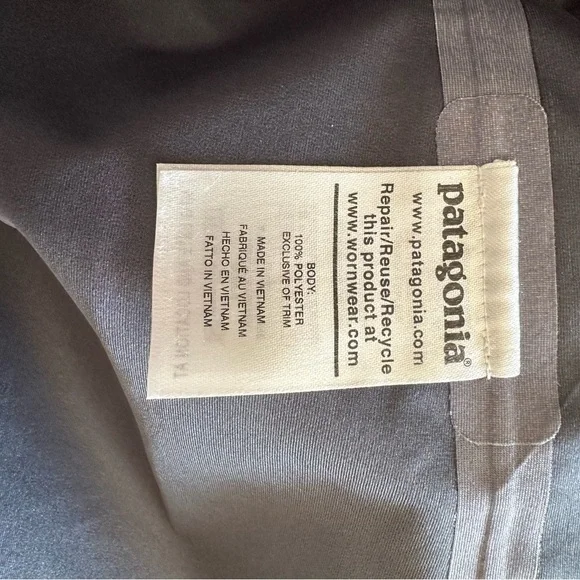 patagonia®
www.patagonia.com
Repair/Reuse/Recycle
this product at
www.wornwear.com
BODY:
100% POLYESTER
EXCLUSIVE OF TRIM
MADE IN VIETNAM
FABRIQUÉ AU VIETNAM
HECHO EN VIETNAM
FATTO IN VIETNAM